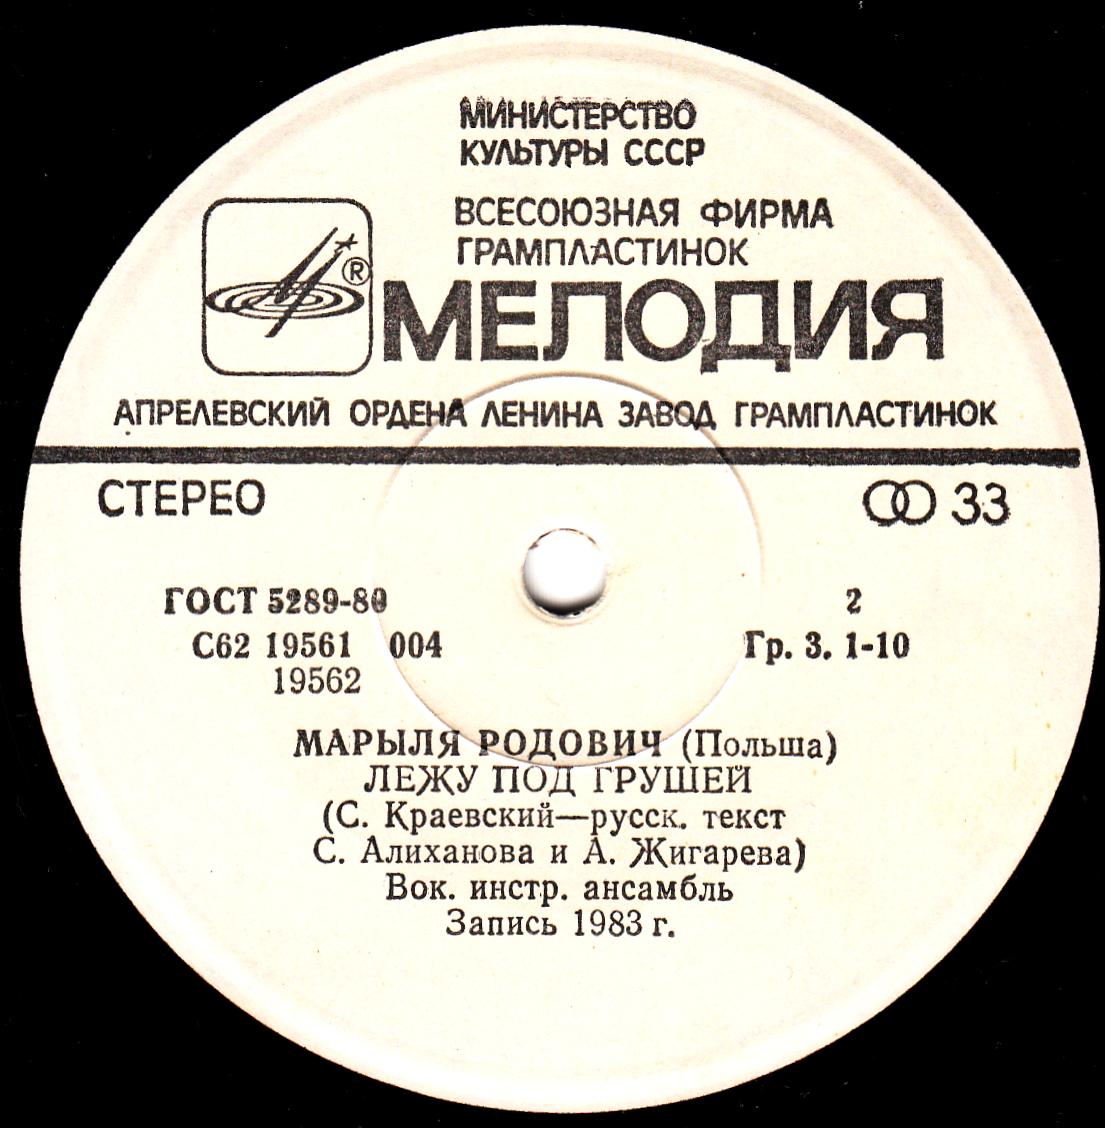 МИНИСТЕРСТВО
КУЛЬТУРЫ СССР
ВСЕСОЮЗНАЯ ФИРМА
ГРАМПЛАСТИНОК
®
МЕЛОДИЯ
АПРЕЛЕВСКИЙ ОРДЕНА ЛЕНИНА ЗАВОД ГРАМПЛАСТИНОК
СТЕРЕО 33
ГОСТ 5289-80 2
С62 19561 004 Гр. 3. 1-10
19562
МАРЫЛЯ РОДОВИЧ (Польша)
ЛЕЖУ ПОД ГРУШЕЙ
(С. Краевский—русск. текст
С. Алиханова и А. Жигарева)
Вок. инстр. ансамбль
Запись 1983 г.